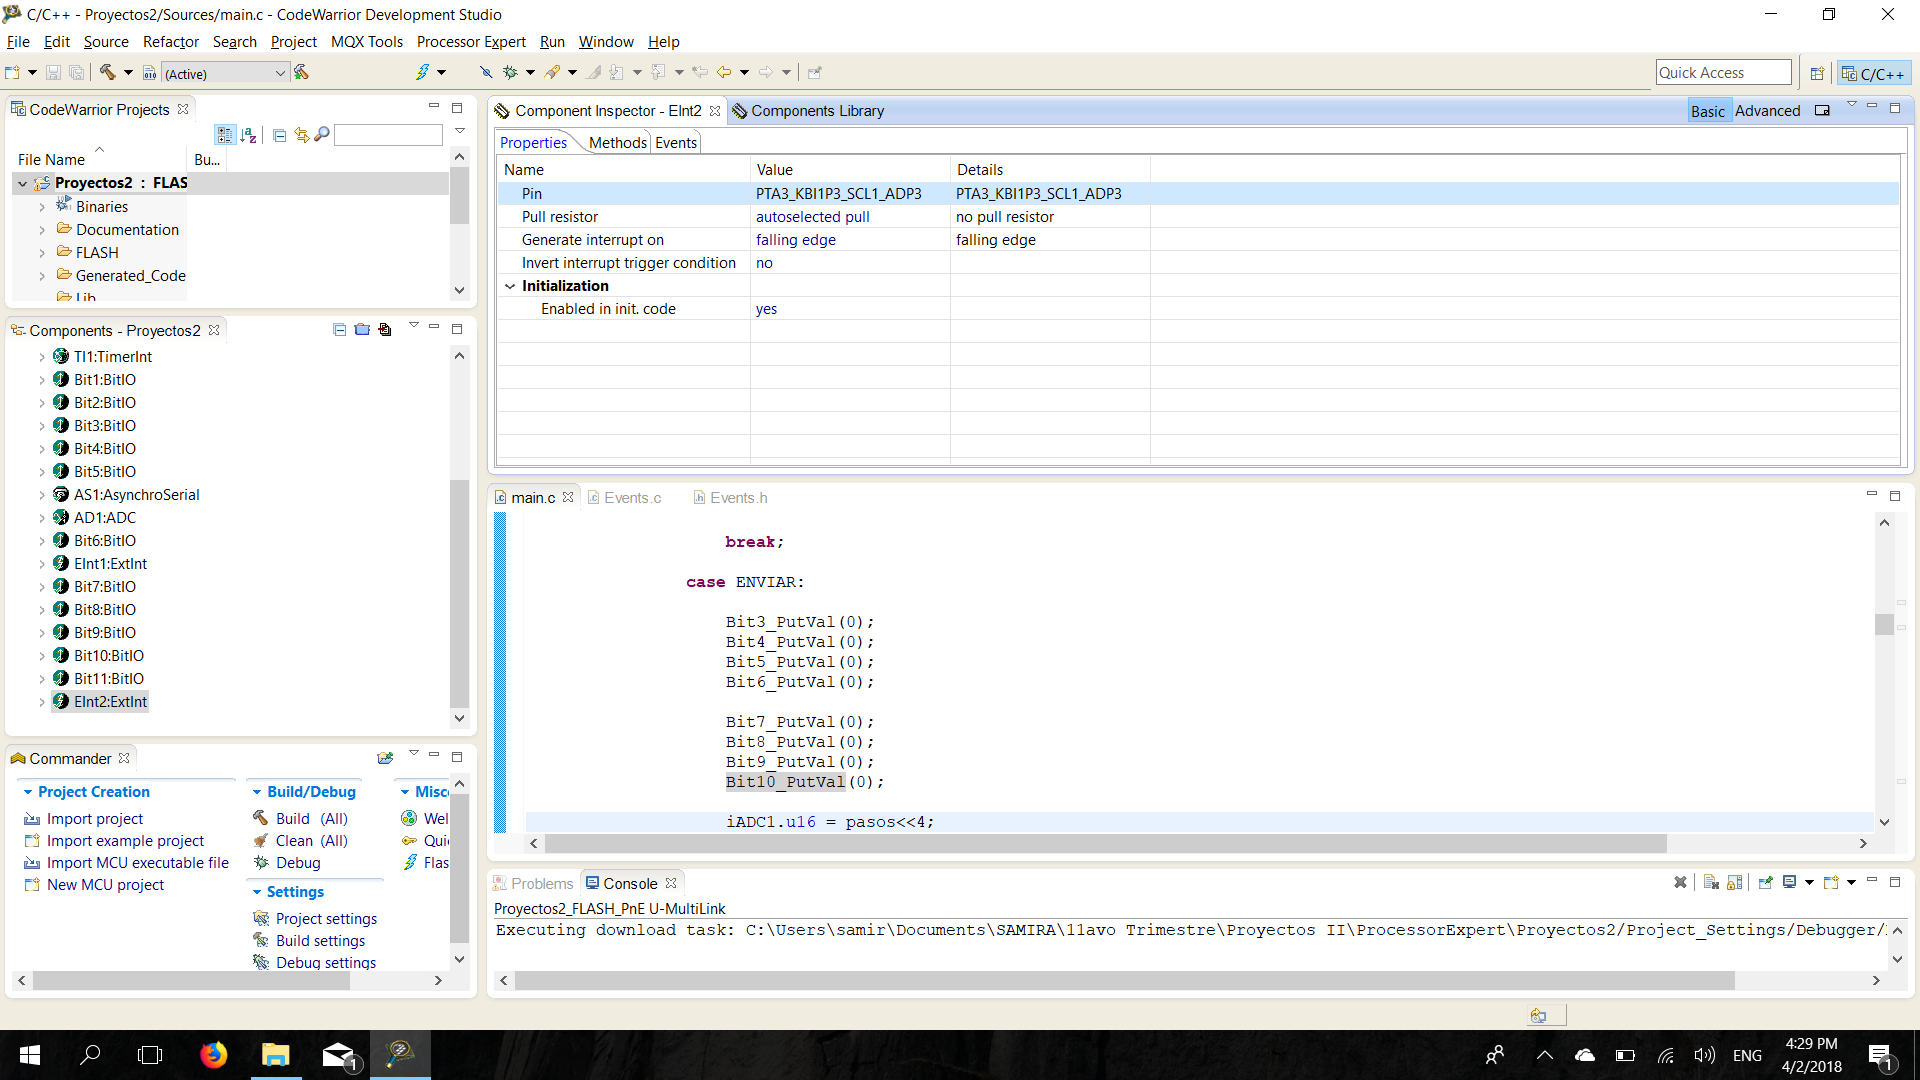 C/C++ - Proyectos2/Sources/main.c - CodeWarrior Development Studio
File Edit Source Refactor Search Project MQX Tools Processor Expert Run Window Help
(Active)
Quick Access
C/C++
CodeWarrior Projects
File Name Bu...
Proyectos2 : FLAS
Binaries
Documentation
FLASH
Generated_Code
Lib
Components - Proyectos2
TI1:TimerInt
Bit1:BitIO
Bit2:BitIO
Bit3:BitIO
Bit4:BitIO
Bit5:BitIO
AS1:AsynchroSerial
AD1:ADC
Bit6:BitIO
EInt1:ExtInt
Bit7:BitIO
Bit8:BitIO
Bit9:BitIO
Bit10:BitIO
Bit11:BitIO
EInt2:ExtInt
Commander
Project Creation
Import project
Import example project
Import MCU executable file
New MCU project
Build/Debug
Build (All)
Clean (All)
Debug
Settings
Project settings
Build settings
Debug settings
Misc
Wel
Quic
Flas
Component Inspector - EInt2
Components Library
Basic Advanced
Properties Methods Events
Name Value Details
Pin PTA3_KBI1P3_SCL1_ADP3 PTA3_KBI1P3_SCL1_ADP3
Pull resistor autoselected pull no pull resistor
Generate interrupt on falling edge falling edge
Invert interrupt trigger condition no
Initialization
Enabled in init. code yes
main.c Events.c Events.h
break;
case ENVIAR:
Bit3_PutVal(0);
Bit4_PutVal(0);
Bit5_PutVal(0);
Bit6_PutVal(0);
Bit7_PutVal(0);
Bit8_PutVal(0);
Bit9_PutVal(0);
Bit10_PutVal(0);
iADC1.u16 = pasos<<4;
Problems Console
Proyectos2_FLASH_PnE U-MultiLink
Executing download task: C:\Users\samir\Documents\SAMIRA\11avo Trimestre\Proyectos II\ProcessorExpert\Proyectos2/Project_Settings/Debugger/
1
ENG
4:29 PM
4/2/2018
1